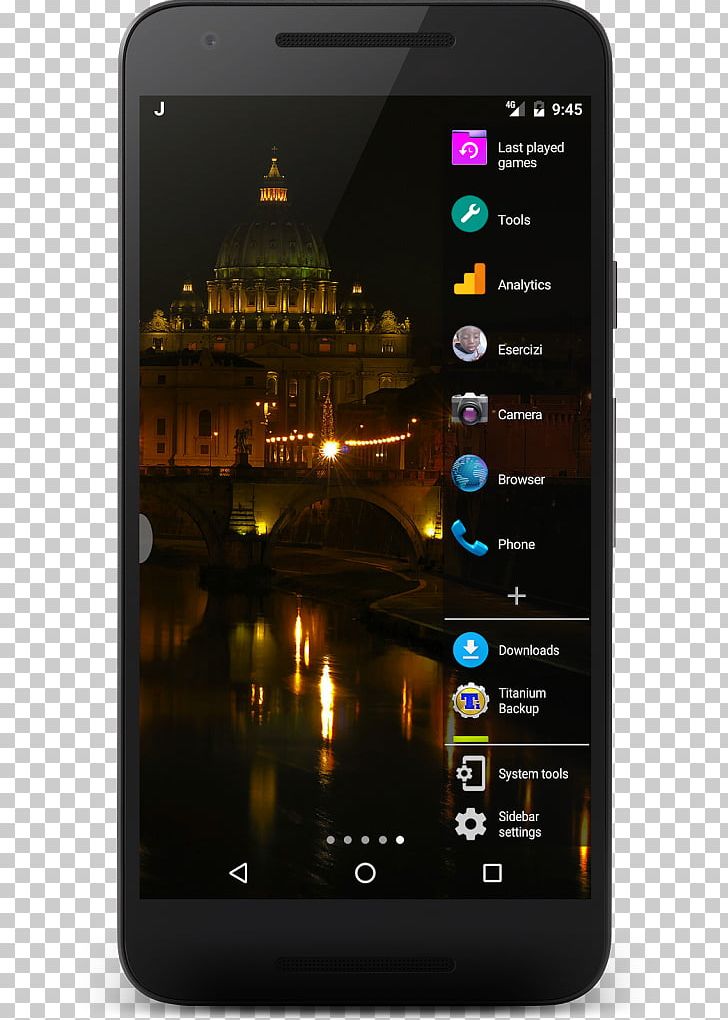 J
4G 9:45
Last played
games
Tools
Analytics
Esercizi
Camera
Browser
Phone
+
Downloads
T!
Titanium
Backup
System tools
Sidebar
settings